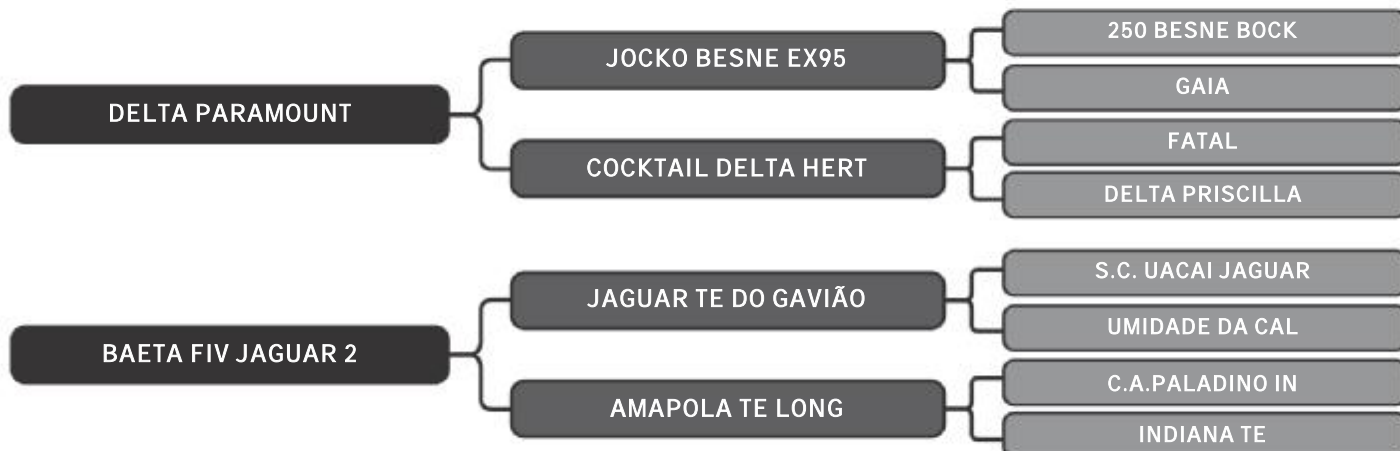 DELTA PARAMOUNT
JOCKO BESNE EX95
250 BESNE BOCK
GAIA
COCKTAIL DELTA HERT
FATAL
DELTA PRISCILLA
BAETA FIV JAGUAR 2
JAGUAR TE DO GAVIÃO
S.C. UACAI JAGUAR
UMIDADE DA CAL
AMAPOLA TE LONG
C.A.PALADINO IN
INDIANA TE